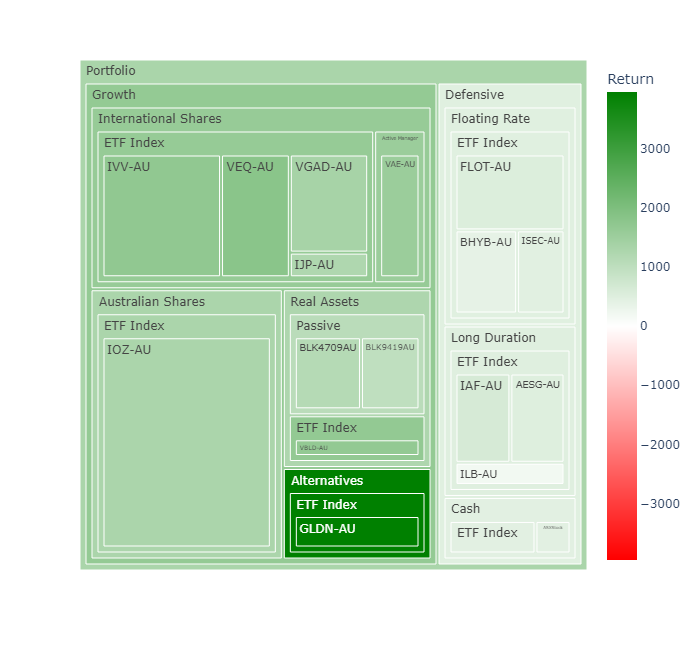 Return
Portfolio
Growth
International Shares
ETF Index
IVV-AU
VEQ-AU
VGAD-AU
IJP-AU
Active Manager
VAE-AU
Australian Shares
ETF Index
IOZ-AU
Real Assets
Passive
BLK4709AU
BLK9419AU
ETF Index
VBLD-AU
Alternatives
ETF Index
GLDN-AU
Defensive
Floating Rate
ETF Index
FLOT-AU
BHYB-AU
ISEC-AU
Long Duration
ETF Index
IAF-AU
AESG-AU
ILB-AU
Cash
ETF Index
3000
2000
1000
0
−1000
−2000
−3000